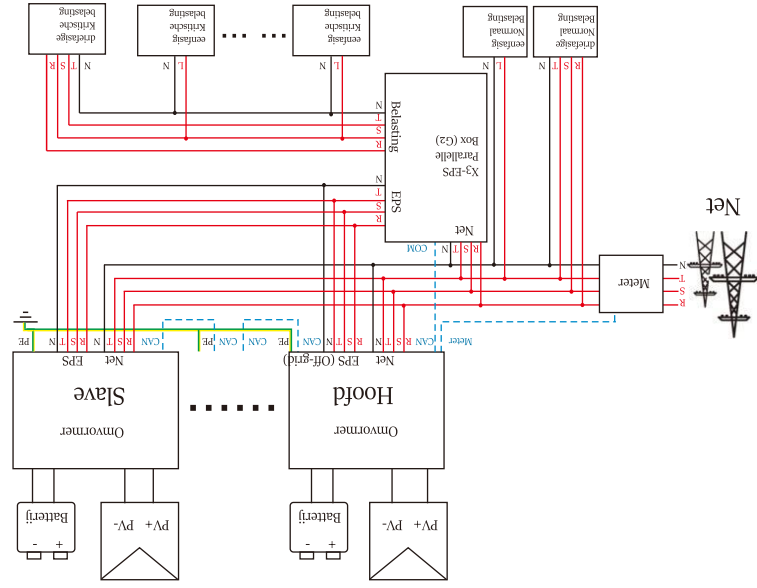 + -
+ -
PV+ PV-
Batterij
PV+ PV-
Batterij
Omvormer
Hoofd
Omvormer
Slave
Net
EPS (Off-grid)
Net
EPS
Meter CAN R S T N R S T N CAN PE
CAN CAN PE CAN R S T N R S T N PE
R
S
T
N
Net
Meter
COM
R S T N
Net
X3-EPS
Parallelle
Box (G2)
EPS
R
S
T
N
Belasting
R
S
T
N
R S T N
driefasige
Normaal
Belasting
L N
eenfasig
Normaal
Belasting
L N
eenfasig
Kritische
belasting
L N
eenfasig
Kritische
belasting
N T S R
driefasige
Kritische
belasting